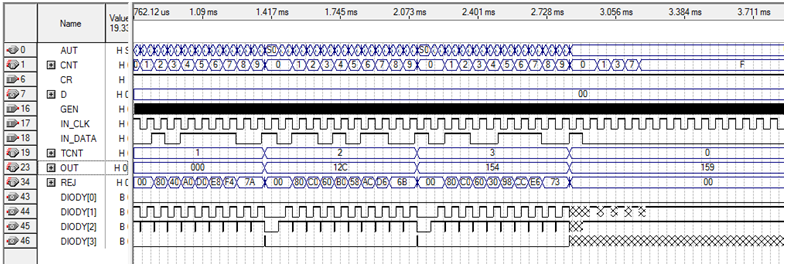 Name Value 19.33 762.12 us 1.09 ms 1.417 ms 1.745 ms 2.073 ms 2.401 ms 2.728 ms 3.056 ms 3.384 ms 3.711 ms
0 AUT H S S0 S0
1 CNT H 0 1 2 3 4 5 6 7 8 9 0 1 2 3 4 5 6 7 8 9 0 1 2 3 4 5 6 7 8 9 0 1 3 7 F
6 CR H
7 D H 0 00
16 GEN H
17 IN_CLK H
18 IN_DATA H
19 TCNT H 1 2 3 0
23 OUT H 0 000 12C 154 159
34 REJ H 0 00 80 40 A0 D0 E8 F4 7A 00 80 C0 60 B0 58 AC D6 6B 00 80 C0 60 30 98 CC E6 73 00
43 DIODY[0] B
44 DIODY[1] B
45 DIODY[2] B
46 DIODY[3] B